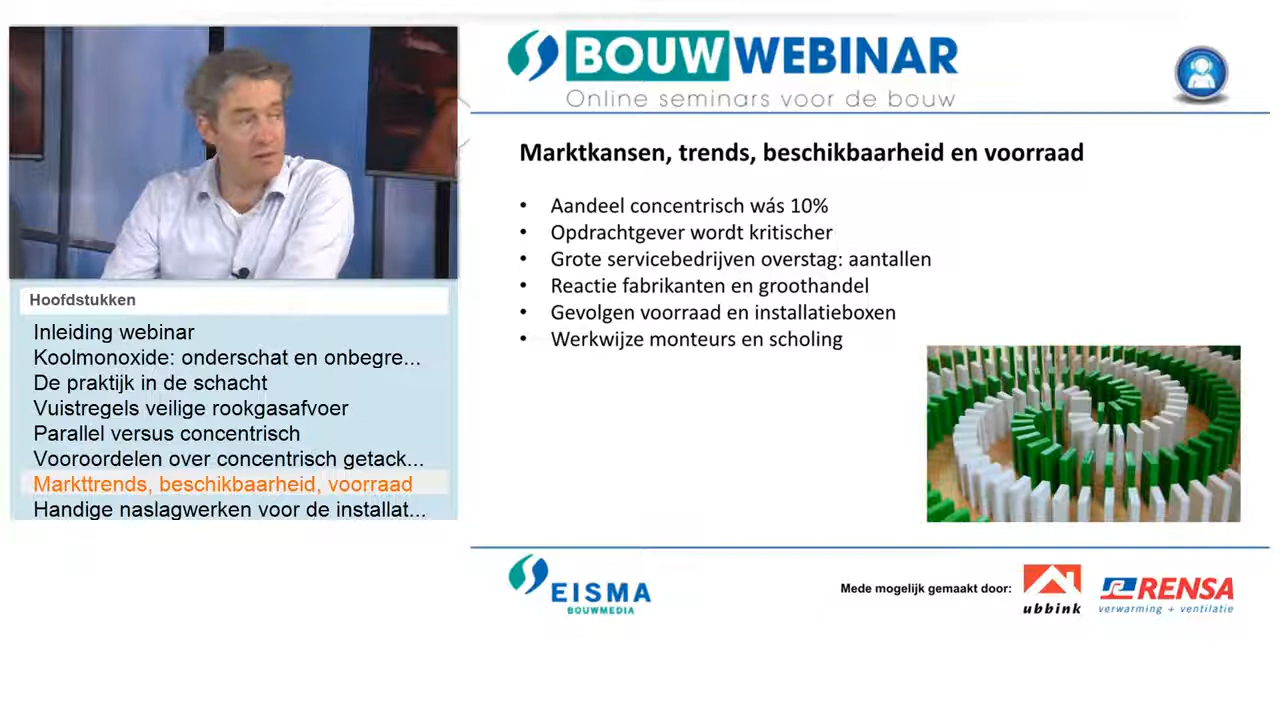 BOUWWEBINAR
Online seminars voor de bouw
Marktkansen, trends, beschikbaarheid en voorraad
• Aandeel concentrisch wás 10%
• Opdrachtgever wordt kritischer
• Grote servicebedrijven overstag: aantallen
• Reactie fabrikanten en groothandel
• Gevolgen voorraad en installatieboxen
• Werkwijze monteurs en scholing
Hoofdstukken
Inleiding webinar
Koolmonoxide: onderschat en onbegre...
De praktijk in de schacht
Vuistregels veilige rookgasafvoer
Parallel versus concentrisch
Vooroordelen over concentrisch getack...
Markttrends, beschikbaarheid, voorraad
Handige naslagwerken voor de installat...
EISMA
BOUWMEDIA
Mede mogelijk gemaakt door:
ubbink
RENSA
verwarming + ventilatie